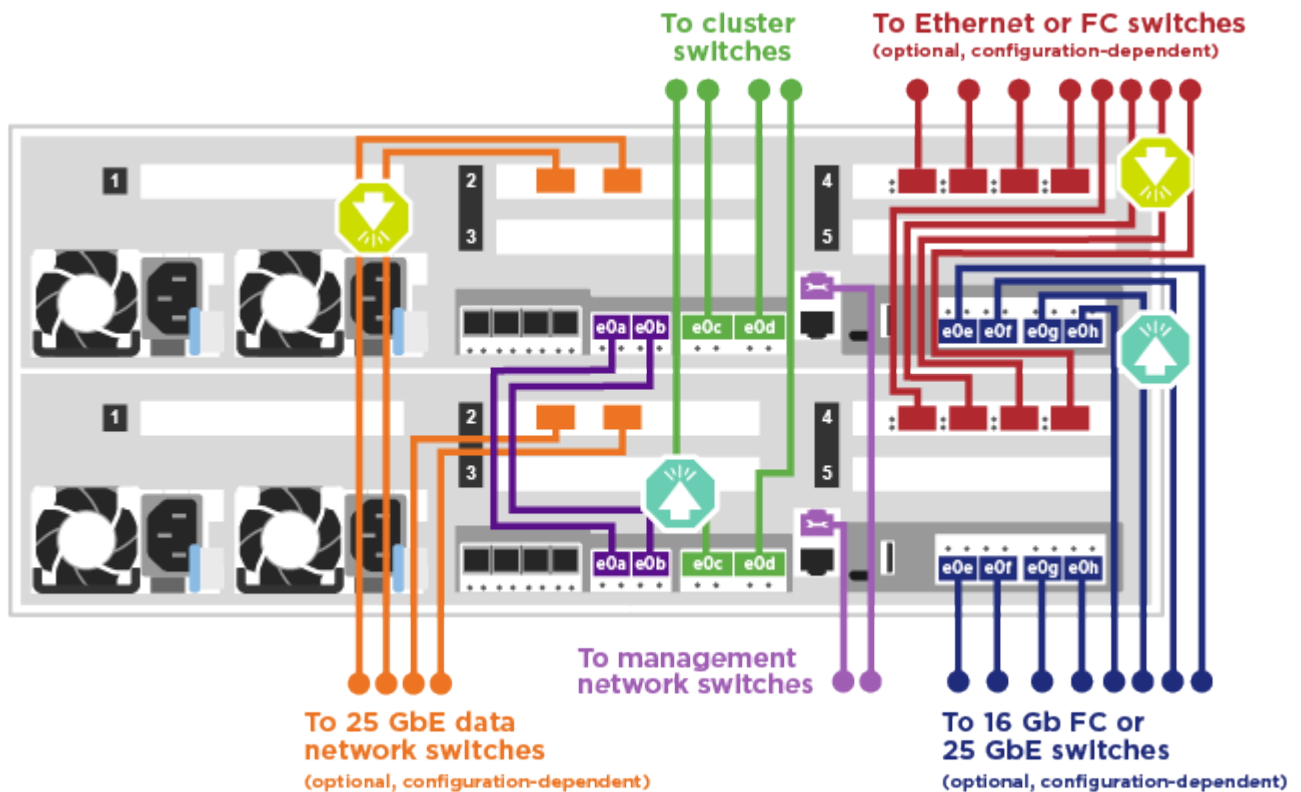 To cluster
switches
To Ethernet or FC switches
(optional, configuration-dependent)
1
2
3
4
5
e0a
e0b
e0c
e0d
e0e
e0f
e0g
e0h
1
2
3
4
5
e0a
e0b
e0c
e0d
e0e
e0f
e0g
e0h
To management
network switches
To 25 GbE data
network switches
(optional, configuration-dependent)
To 16 Gb FC or
25 GbE switches
(optional, configuration-dependent)